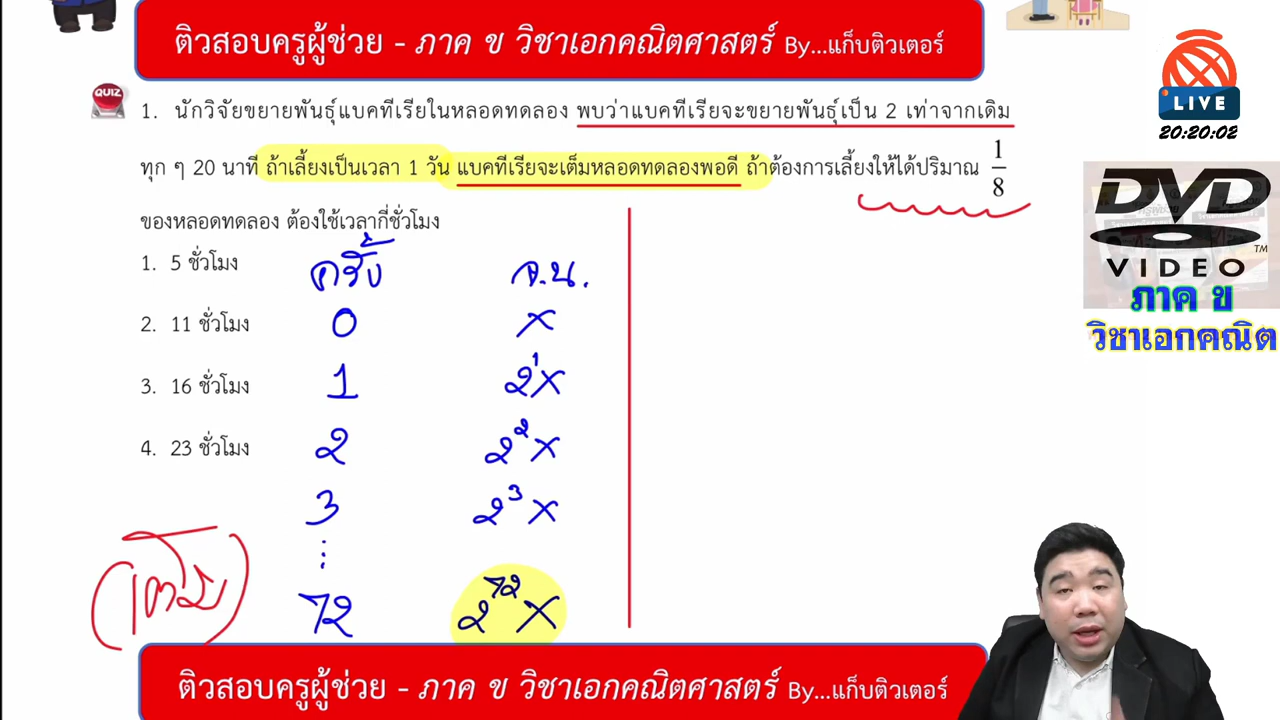 ติวสอบครูผู้ช่วย - ภาค ข วิชาเอกคณิตศาสตร์ By...แก็บติวเตอร์
QUIZ
1. นักวิจัยขยายพันธุ์แบคทีเรียในหลอดทดลอง พบว่าแบคทีเรียจะขยายพันธุ์เป็น 2 เท่าจากเดิม
ทุก ๆ 20 นาที ถ้าเลี้ยงเป็นเวลา 1 วัน แบคทีเรียจะเต็มหลอดทดลองพอดี ถ้าต้องการเลี้ยงให้ได้ปริมาณ 1/8
ของหลอดทดลอง ต้องใช้เวลากี่ชั่วโมง
1. 5 ชั่วโมง
2. 11 ชั่วโมง
3. 16 ชั่วโมง
4. 23 ชั่วโมง
ครั้ง จ.น.
0 x
1 2¹x
2 2²x
3 2³x
⋮
(เต็ม) 72 2⁷²x
LIVE
20:20:02
DVD
VIDEO™
ภาค ข
วิชาเอกคณิต
ติวสอบครูผู้ช่วย - ภาค ข วิชาเอกคณิตศาสตร์ By...แก็บติวเตอร์